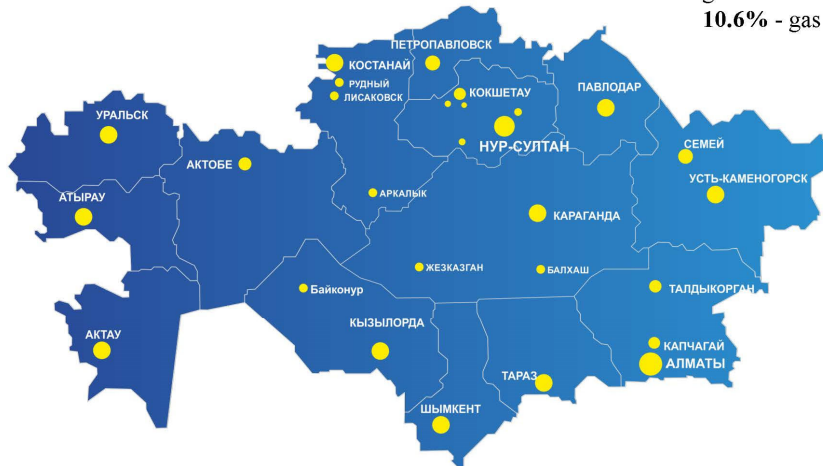 10.6% - gas
ПЕТРОПАВЛОВСК
КОСТАНАЙ
РУДНЫЙ
ЛИСАКОВСК
КОКШЕТАУ
ПАВЛОДАР
УРАЛЬСК
НУР-СУЛТАН
СЕМЕЙ
АКТОБЕ
УСТЬ-КАМЕНОГОРСК
АРКАЛЫК
АТЫРАУ
КАРАГАНДА
ЖЕЗКАЗГАН
БАЛХАШ
Байконур
ТАЛДЫКОРГАН
КЫЗЫЛОРДА
АКТАУ
КАПЧАГАЙ
АЛМАТЫ
ТАРАЗ
ШЫМКЕНТ